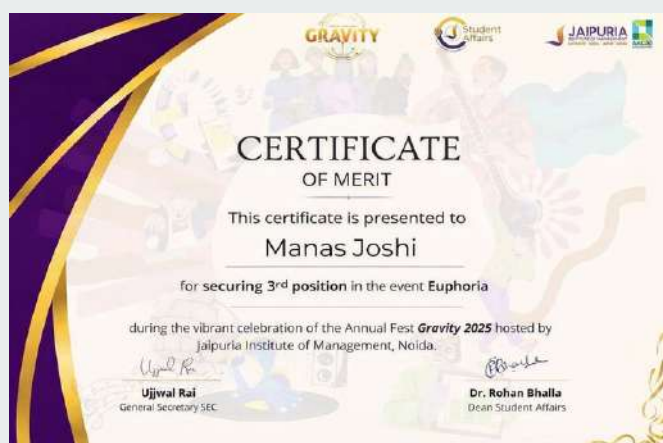 GRAVITY
Student
Affairs
JAIPURIA
CERTIFICATE
OF MERIT
This certificate is presented to
Manas Joshi
for securing 3rd position in the event Euphoria
during the vibrant celebration of the Annual Fest Gravity 2025 hosted by
Jaipuria Institute of Management, Noida.
Ujjwal Rai
Ujjwal Rai
General Secretary SEC
Dr. Rohan Bhalla
Dean Student Affairs